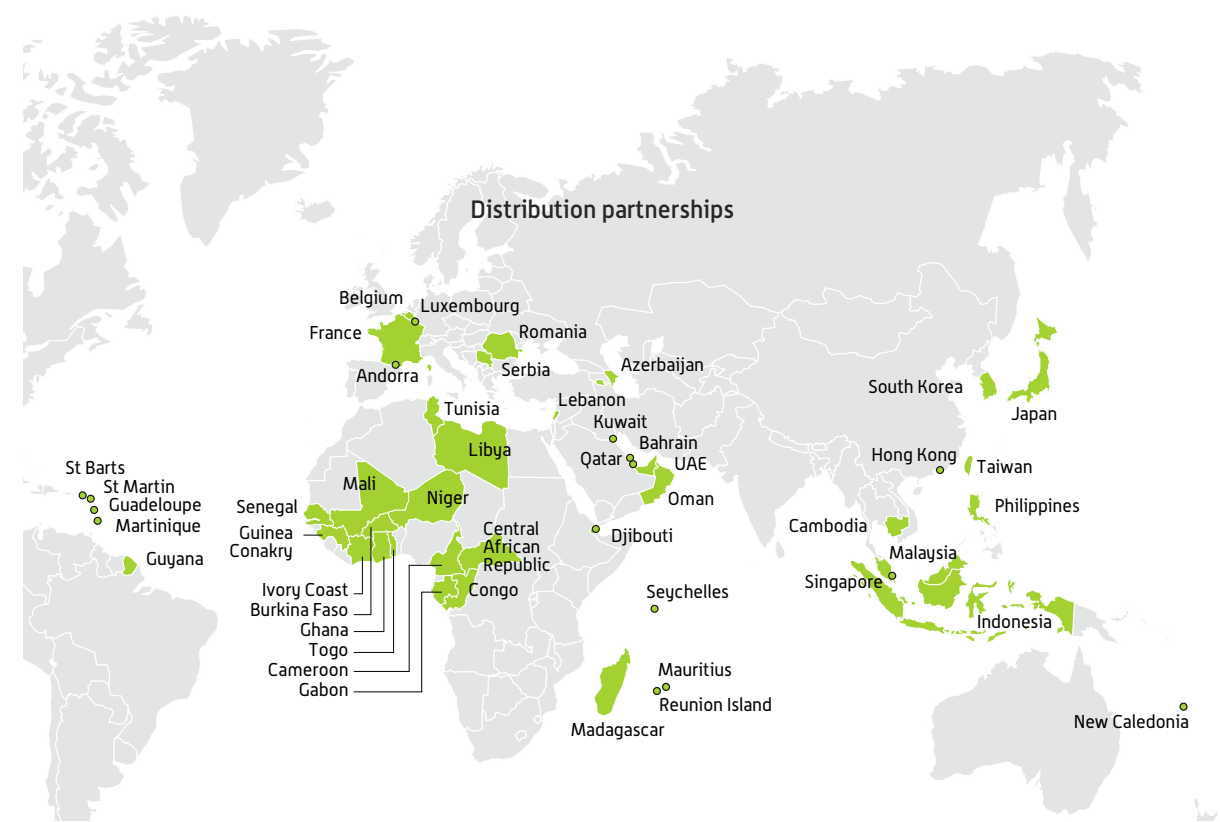 Distribution partnerships
Belgium
Luxembourg
France
Romania
Andorra
Serbia
Azerbaijan
South Korea
Japan
Tunisia
Lebanon
Kuwait
Libya
Qatar
Bahrain
UAE
Oman
Hong Kong
Taiwan
St Barts
St Martin
Guadeloupe
Martinique
Guyana
Mali
Niger
Senegal
Guinea
Conakry
Central
African
Republic
Djibouti
Cambodia
Philippines
Malaysia
Singapore
Indonesia
Ivory Coast
Burkina Faso
Ghana
Togo
Cameroon
Gabon
Congo
Seychelles
Mauritius
Reunion Island
Madagascar
New Caledonia